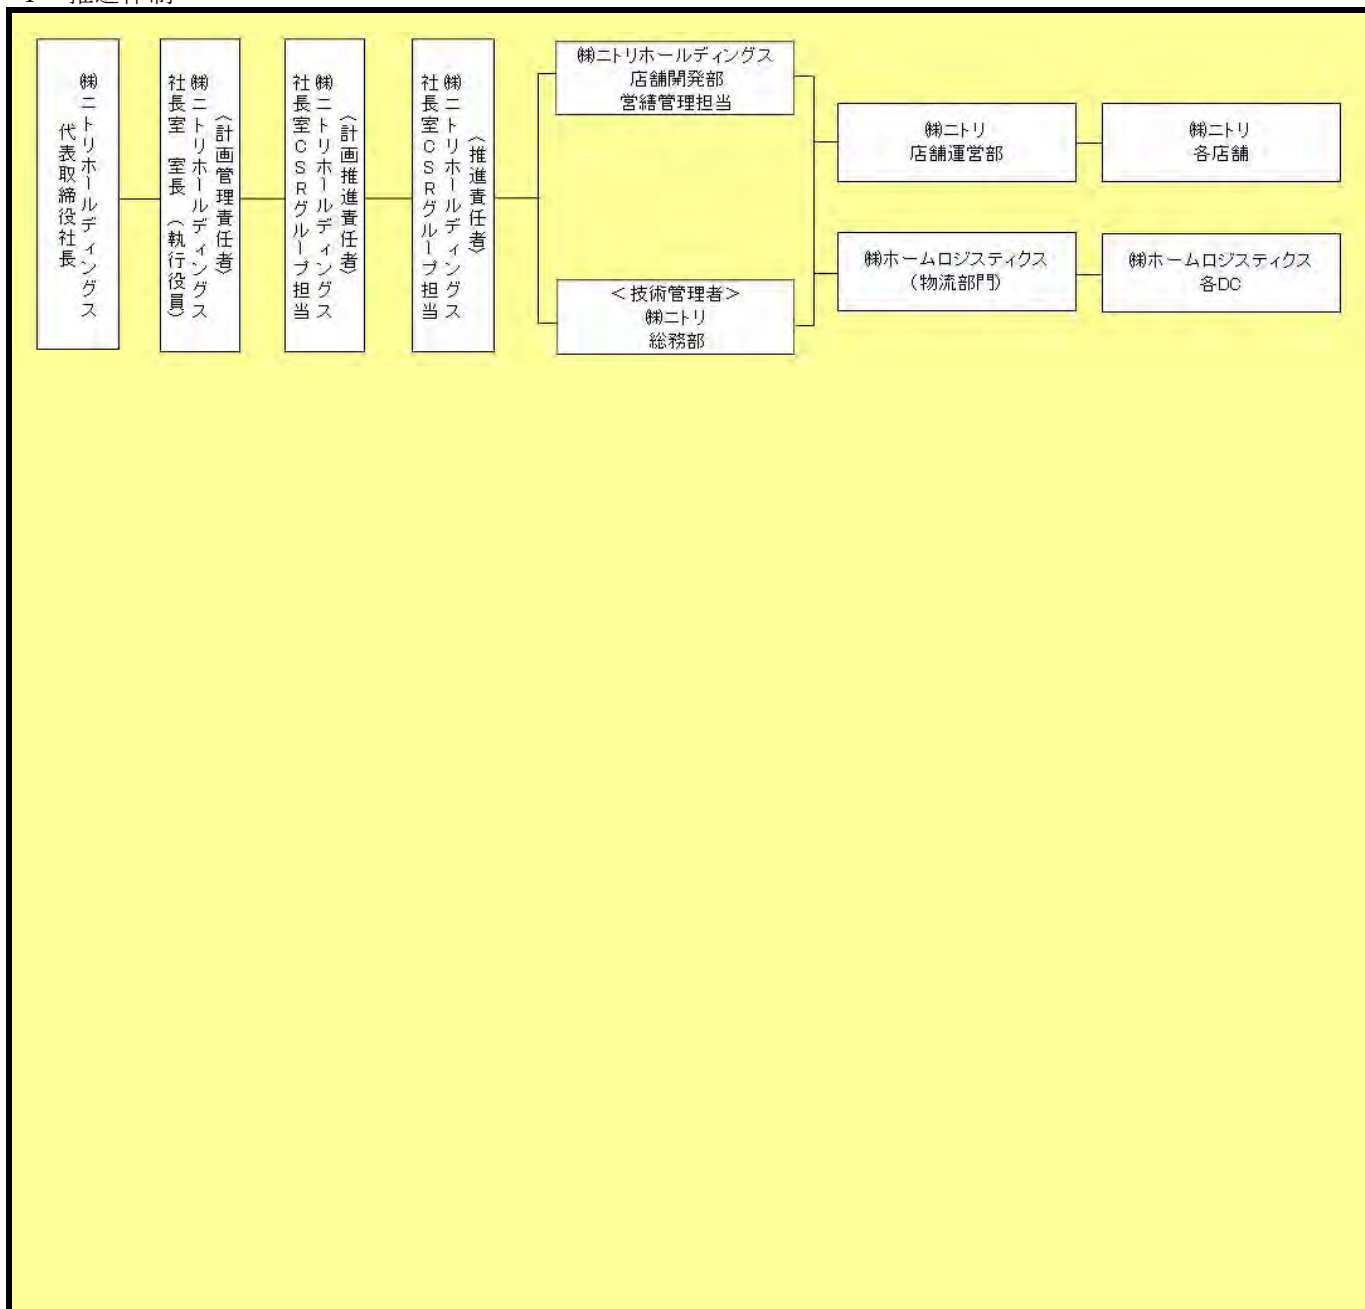 ㈱ニトリホールディングス
代表取締役社長
〈計画管理責任者〉
㈱ニトリホールディングス
社長室 室長 (執行役員)
〈計画推進責任者〉
㈱ニトリホールディングス
社長室CSRグループ担当
〈推進責任者〉
㈱ニトリホールディングス
社長室CSRグループ担当
㈱ニトリホールディングス
店舗開発部
営繕管理担当
<技術管理者>
㈱ニトリ
総務部
㈱ニトリ
店舗運営部
㈱ニトリ
各店舗
㈱ホームロジスティクス
(物流部門)
㈱ホームロジスティクス
各DC